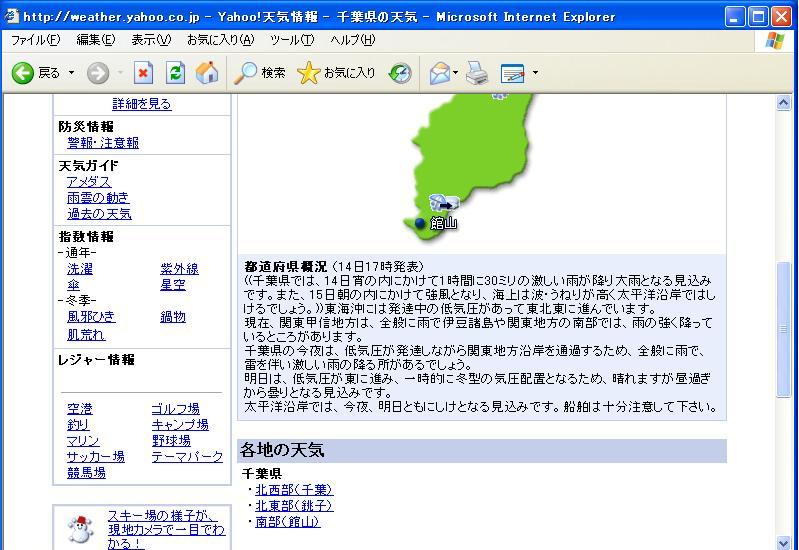 http://weather.yahoo.co.jp - Yahoo!天気情報 - 千葉県の天気 - Microsoft Internet Explorer
ファイル(F) 編集(E) 表示(V) お気に入り(A) ツール(T) ヘルプ(H)
戻る 検索 お気に入り
詳細を見る
防災情報
警報・注意報
天気ガイド
アメダス
雨雲の動き
過去の天気
指数情報
-通年-
洗濯 紫外線
傘 星空
-冬季-
風邪ひき 鍋物
肌荒れ
レジャー情報
空港 ゴルフ場
釣り キャンプ場
マリン 野球場
サッカー場 テーマパーク
競馬場
スキー場の様子が、
現地カメラで一目でわ
かる！
館山
都道府県概況 (14日17時発表)
((千葉県では、14日宵の内にかけて1時間に30ミリの激しい雨が降り大雨となる見込み
です。また、15日朝の内にかけて強風となり、海上は波・うねりが高く太平洋沿岸ではし
けるでしょう。))東海沖には発達中の低気圧があって東北東に進んでいます。
現在、関東甲信地方は、全般に雨で伊豆諸島や関東地方の南部では、雨の強く降って
いるところがあります。
千葉県の今夜は、低気圧が発達しながら関東地方沿岸を通過するため、全般に雨で、
雷を伴い激しい雨の降る所があるでしょう。
明日は、低気圧が東に進み、一時的に冬型の気圧配置となるため、晴れますが昼過ぎ
から曇りとなる見込みです。
太平洋沿岸では、今夜、明日ともにしけとなる見込みです。船舶は十分注意して下さい。
各地の天気
千葉県
・北西部(千葉)
・北東部(銚子)
・南部(館山)